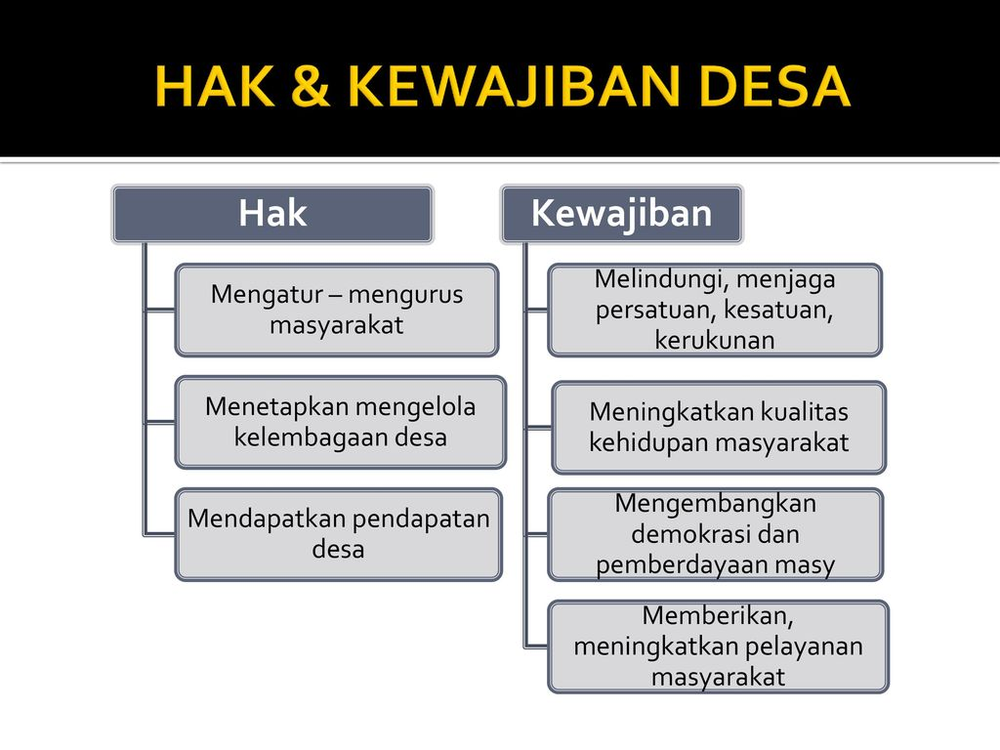 HAK & KEWAJIBAN DESA
Hak
Mengatur – mengurus
masyarakat
Menetapkan mengelola
kelembagaan desa
Mendapatkan pendapatan
desa
Kewajiban
Melindungi, menjaga
persatuan, kesatuan,
kerukunan
Meningkatkan kualitas
kehidupan masyarakat
Mengembangkan
demokrasi dan
pemberdayaan masy
Memberikan,
meningkatkan pelayanan
masyarakat